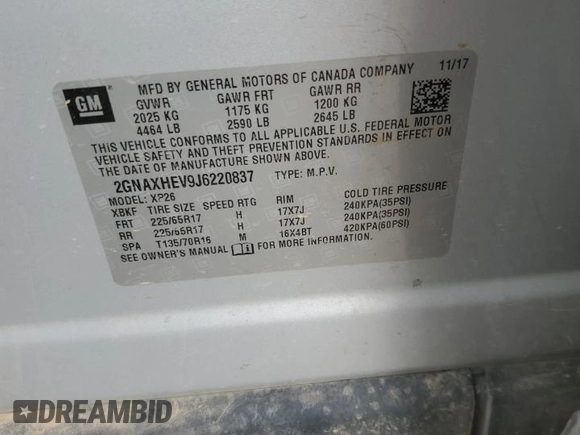 MFD BY GENERAL MOTORS OF CANADA COMPANY 11/17
GM
GVWR GAWR FRT GAWR RR
2025 KG 1175 KG 1200 KG
4464 LB 2590 LB 2645 LB
THIS VEHICLE CONFORMS TO ALL APPLICABLE U.S. FEDERAL MOTOR
VEHICLE SAFETY AND THEFT PREVENTION STANDARDS IN EFFECT ON
THE DATE OF MANUFACTURE SHOWN ABOVE.
2GNAXHEV9J6220837 TYPE: M.P.V.
MODEL: XP26
XBKF TIRE SIZE SPEED RTG RIM COLD TIRE PRESSURE
FRT 225/65R17 H 17X7J 240KPA(35PSI)
RR 225/65R17 H 17X7J 240KPA(35PSI)
SPA T135/70R16 M 16X4BT 420KPA(60PSI)
SEE OWNER'S MANUAL FOR MORE INFORMATION.
DREAMBID